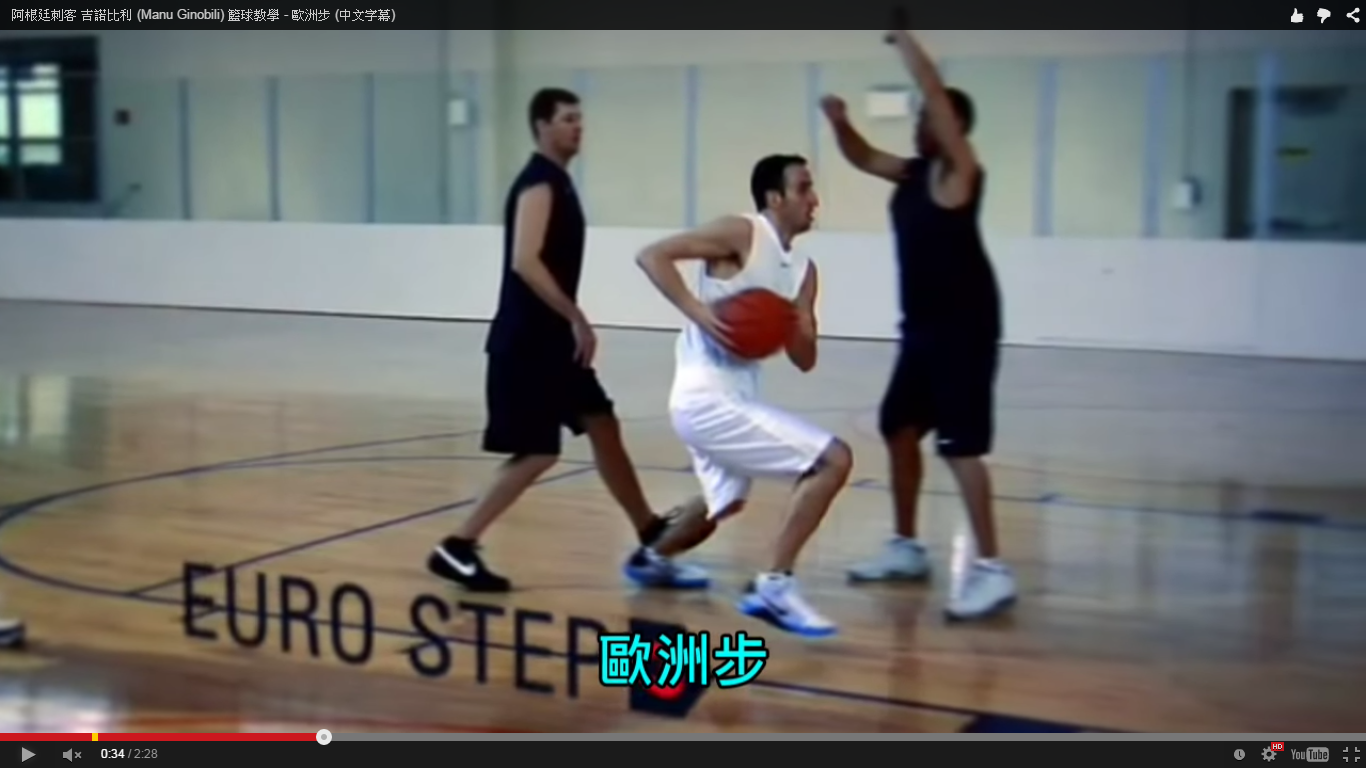 阿根廷刺客 吉諾比利 (Manu Ginobili) 籃球教學 - 歐洲步 (中文字幕)
EURO STEP
歐洲步
0:34 / 2:28
HD
YouTube